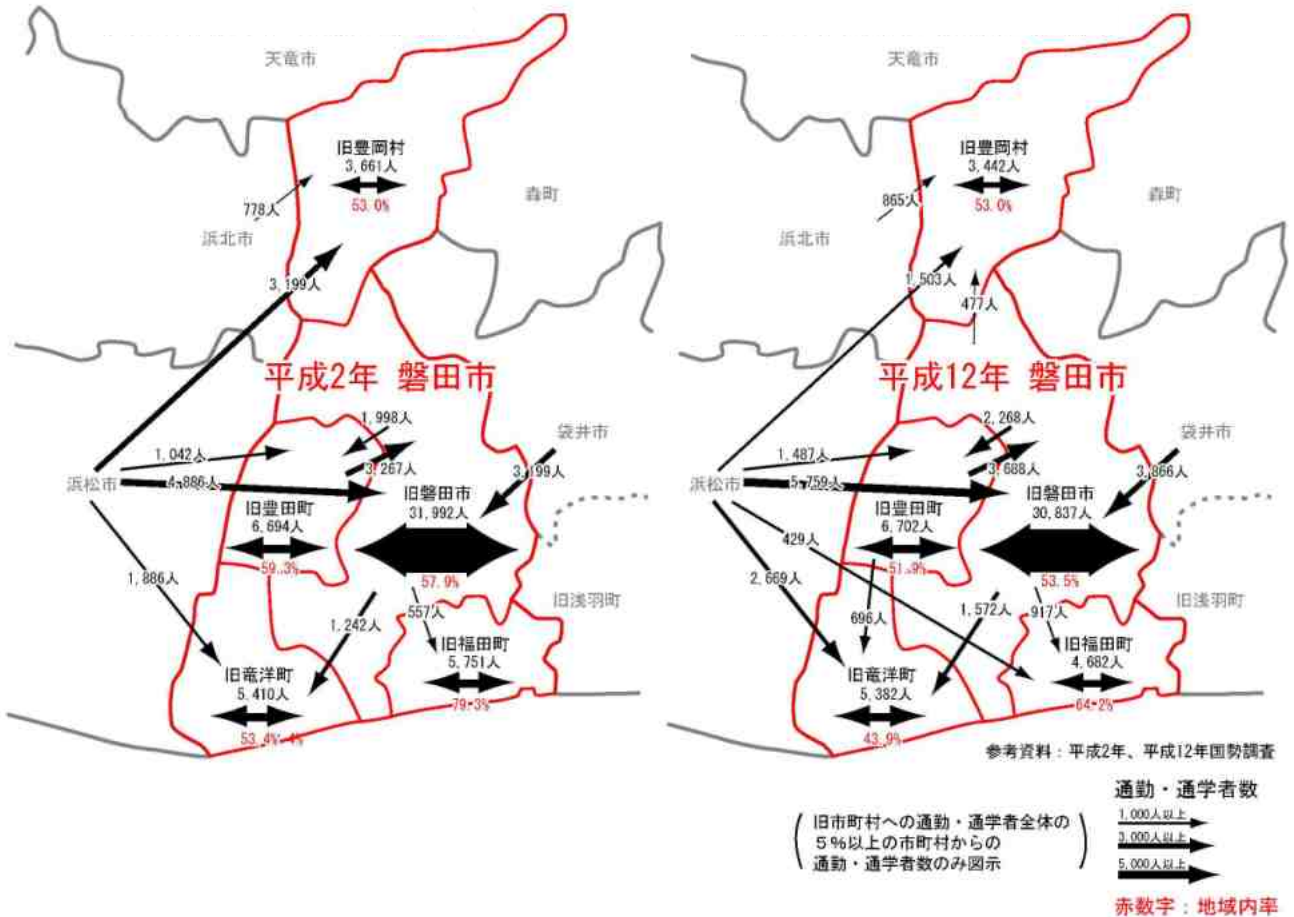 天竜市
旧豊岡村
3,661人
53.0%
778人
浜北市
森町
3,199人
平成2年 磐田市
1,998人
袋井市
1,042人
3,267人
3,199人
浜松市
4,886人
旧磐田市
31,992人
旧豊田町
6,694人
59.3%
57.9%
1,886人
557人
旧浅羽町
1,242人
旧福田町
5,751人
旧竜洋町
5,410人
79.3%
53.4%
天竜市
旧豊岡村
3,442人
53.0%
865人
浜北市
森町
1,503人
477人
平成12年 磐田市
2,268人
袋井市
1,487人
3,688人
3,866人
浜松市
5,759人
旧磐田市
30,837人
旧豊田町
6,702人
429人
51.9%
53.5%
2,669人
696人
1,572人
917人
旧福田町
4,682人
旧竜洋町
5,382人
64.2%
43.9%
参考資料：平成2年、平成12年国勢調査
通勤・通学者数
1,000人以上
3,000人以上
5,000人以上
旧市町村への通勤・通学者全体の
５％以上の市町村からの
通勤・通学者数のみ図示
赤数字：地域内率